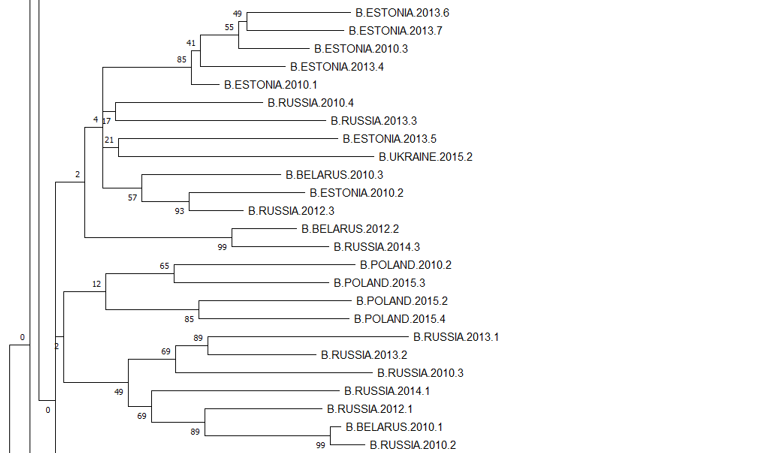 49
B.ESTONIA.2013.6
55
B.ESTONIA.2013.7
41
B.ESTONIA.2010.3
85
B.ESTONIA.2013.4
B.ESTONIA.2010.1
B.RUSSIA.2010.4
4
17
B.RUSSIA.2013.3
21
B.ESTONIA.2013.5
B.UKRAINE.2015.2
2
B.BELARUS.2010.3
57
B.ESTONIA.2010.2
93
B.RUSSIA.2012.3
B.BELARUS.2012.2
99
B.RUSSIA.2014.3
65
B.POLAND.2010.2
12
B.POLAND.2015.3
B.POLAND.2015.2
85
B.POLAND.2015.4
0
89
B.RUSSIA.2013.1
2
69
B.RUSSIA.2013.2
B.RUSSIA.2010.3
49
B.RUSSIA.2014.1
0
69
B.RUSSIA.2012.1
89
B.BELARUS.2010.1
99
B.RUSSIA.2010.2